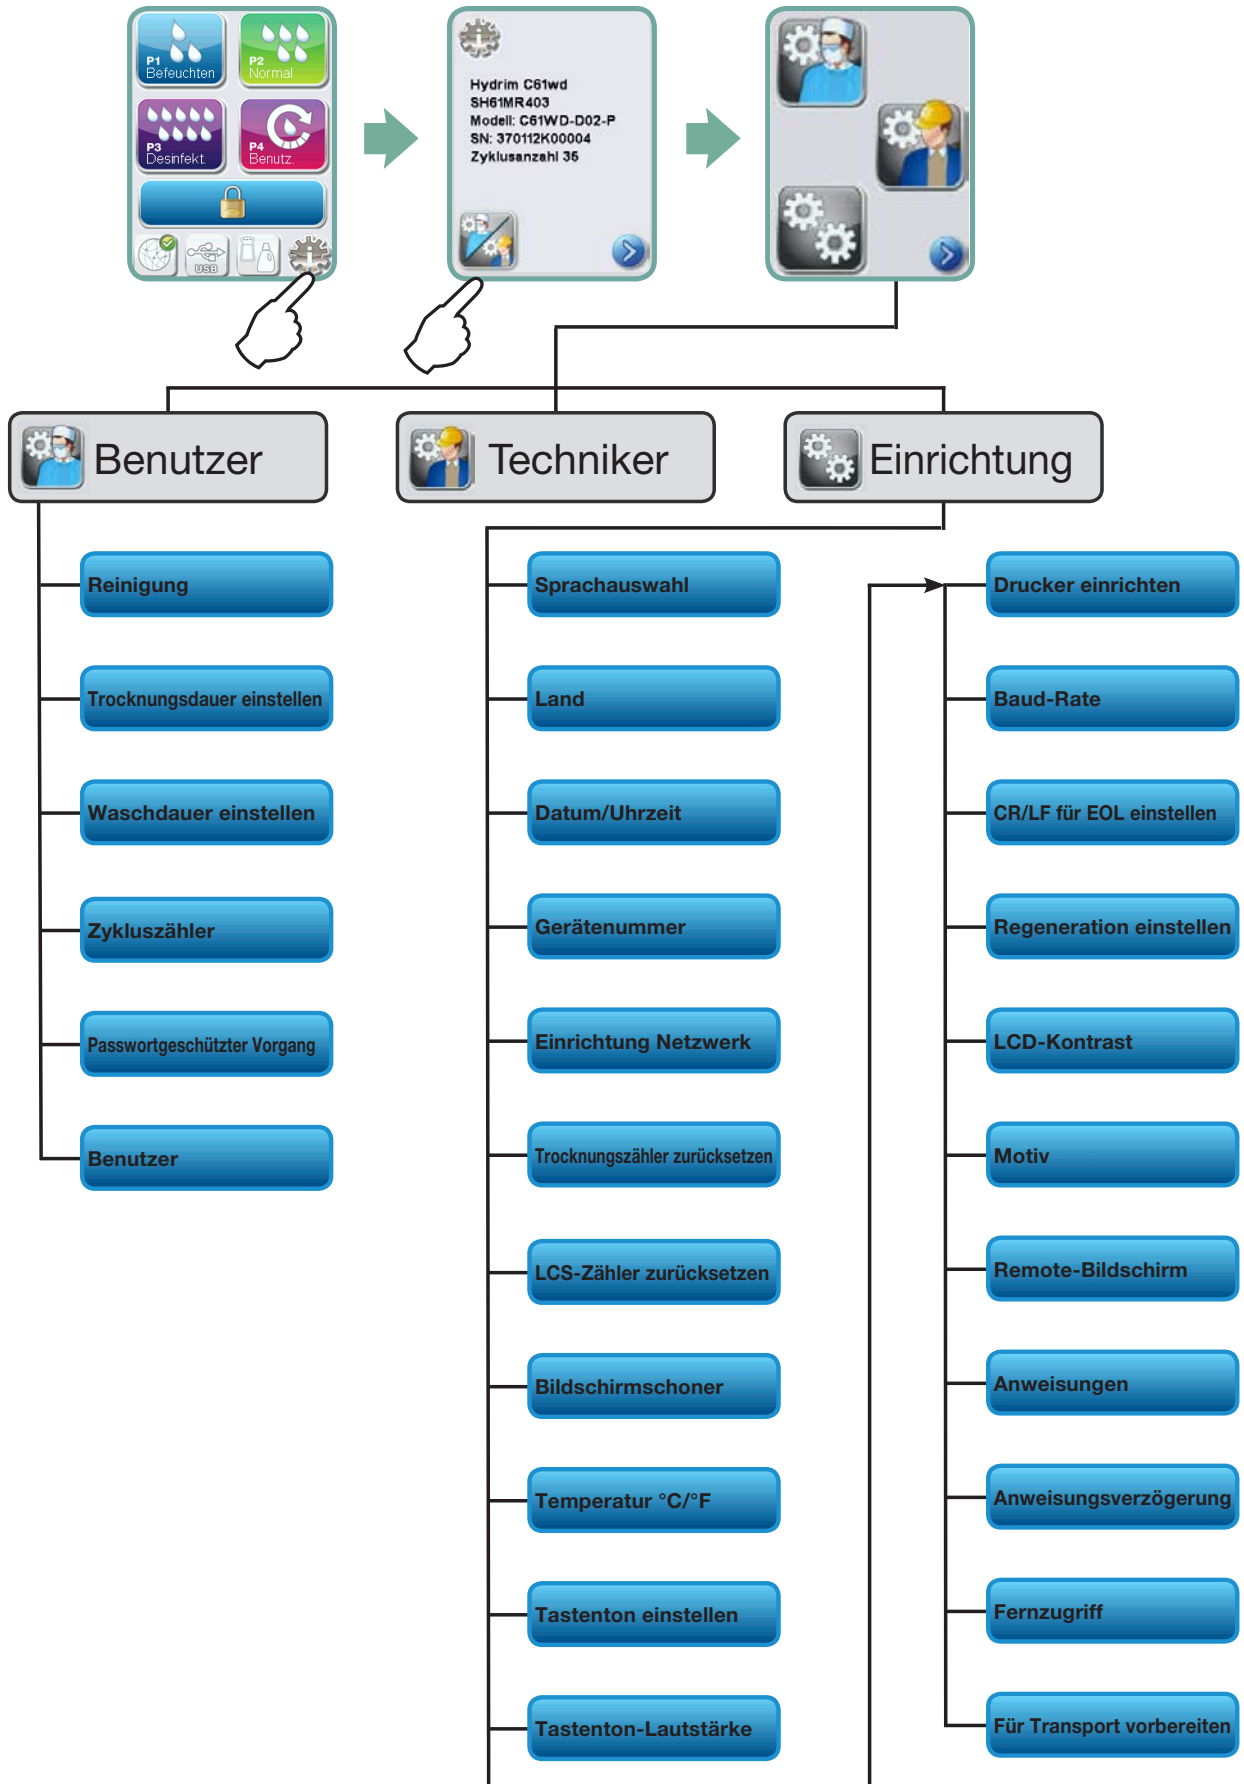 P1
Befeuchten
P2
Normal
P3
Desinfekt.
P4
Benutz.
USB
Hydrim C61wd
SH61MR403
Modell: C61WD-D02-P
SN: 370112K00004
Zyklusanzahl 35
Benutzer
Techniker
Einrichtung
Reinigung
Trocknungsdauer einstellen
Waschdauer einstellen
Zykluszähler
Passwortgeschützter Vorgang
Benutzer
Sprachauswahl
Land
Datum/Uhrzeit
Gerätenummer
Einrichtung Netzwerk
Trocknungszähler zurücksetzen
LCS-Zähler zurücksetzen
Bildschirmschoner
Temperatur °C/°F
Tastenton einstellen
Tastenton-Lautstärke
Drucker einrichten
Baud-Rate
CR/LF für EOL einstellen
Regeneration einstellen
LCD-Kontrast
Motiv
Remote-Bildschirm
Anweisungen
Anweisungsverzögerung
Fernzugriff
Für Transport vorbereiten